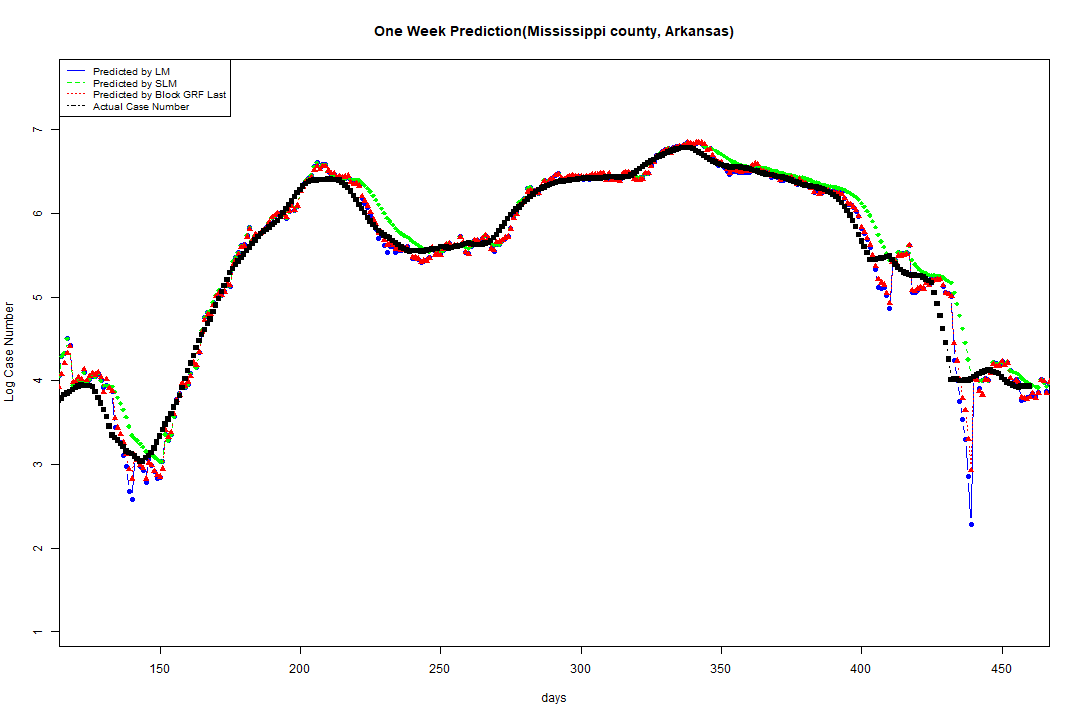 One Week Prediction(Mississippi county, Arkansas)
Predicted by LM
Predicted by SLM
Predicted by Block GRF Last
Actual Case Number
7
6
5
4
3
2
1
Log Case Number
150 200 250 300 350 400 450
days